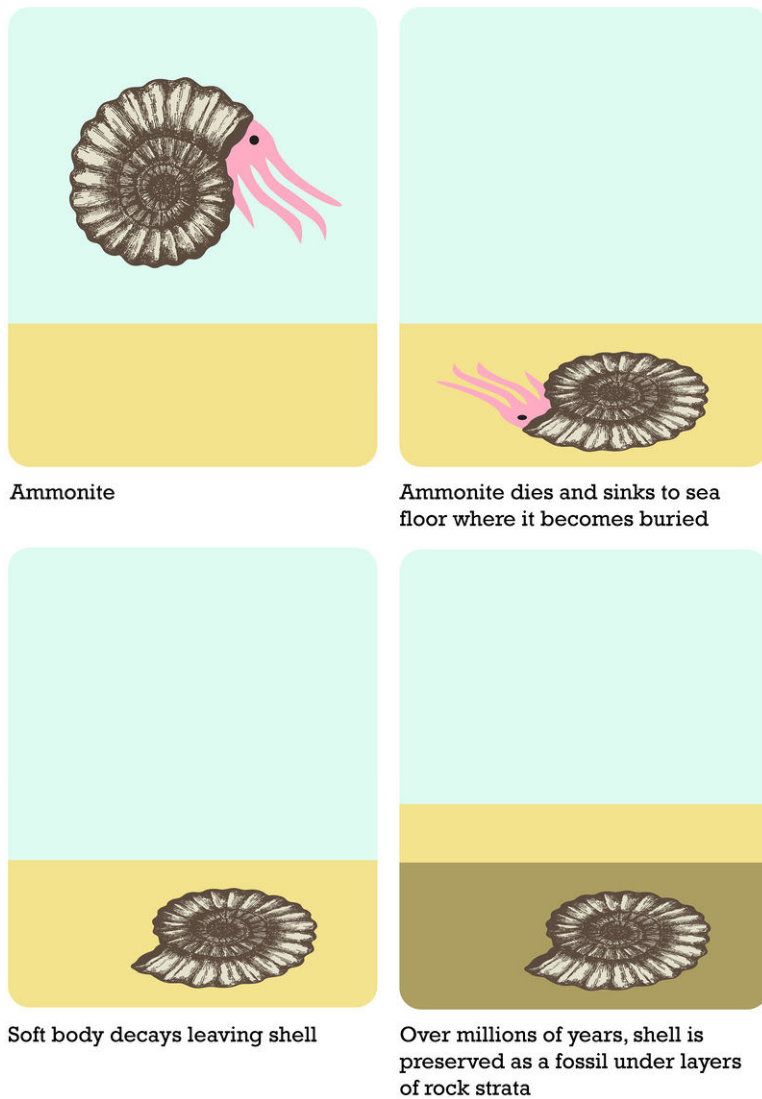 Ammonite
Ammonite dies and sinks to sea
floor where it becomes buried
Soft body decays leaving shell
Over millions of years, shell is
preserved as a fossil under layers
of rock strata